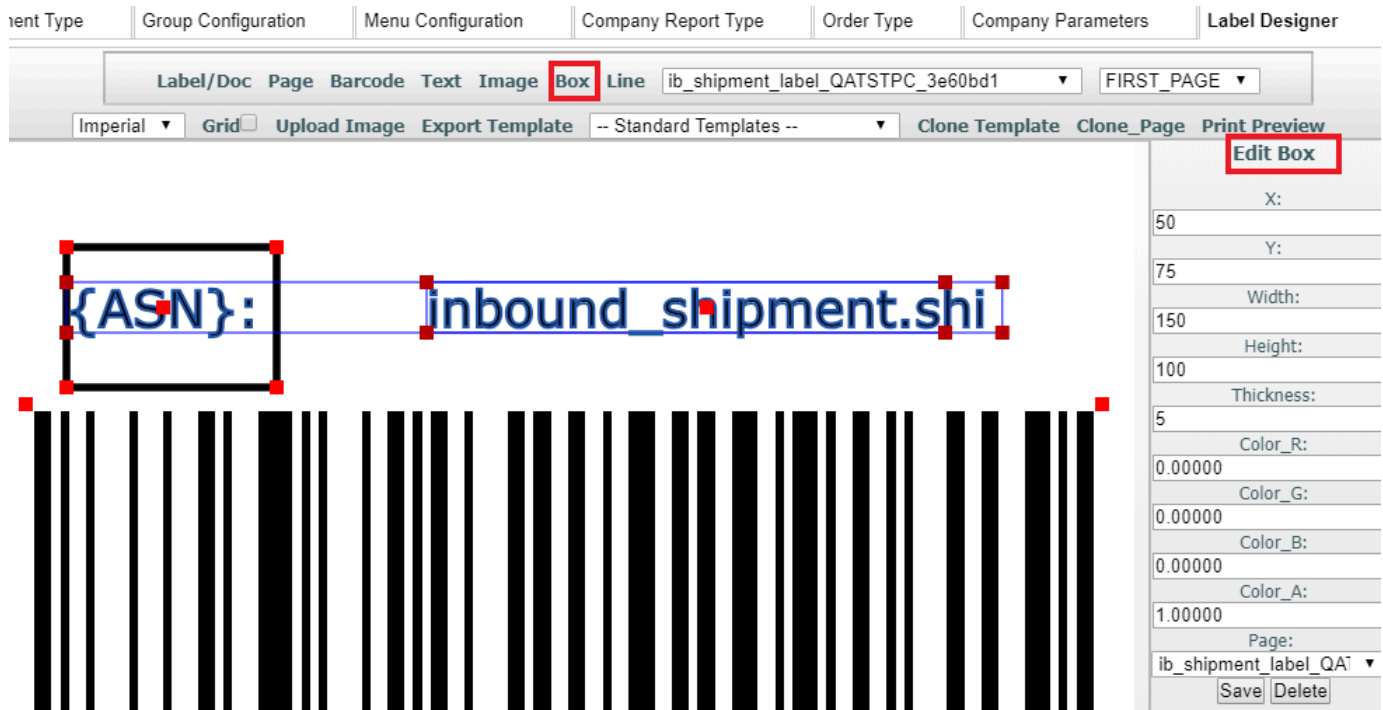 ent Type Group Configuration Menu Configuration Company Report Type Order Type Company Parameters Label Designer
Label/Doc Page Barcode Text Image Box Line ib_shipment_label_QATSTPC_3e60bd1 FIRST_PAGE
Imperial Grid Upload Image Export Template -- Standard Templates -- Clone Template Clone_Page Print Preview
Edit Box
X:
50
Y:
75
Width:
150
Height:
100
Thickness:
5
Color_R:
0.00000
Color_G:
0.00000
Color_B:
0.00000
Color_A:
1.00000
Page:
ib_shipment_label_QAT
Save Delete
{ASN}: inbound_shipment.shi